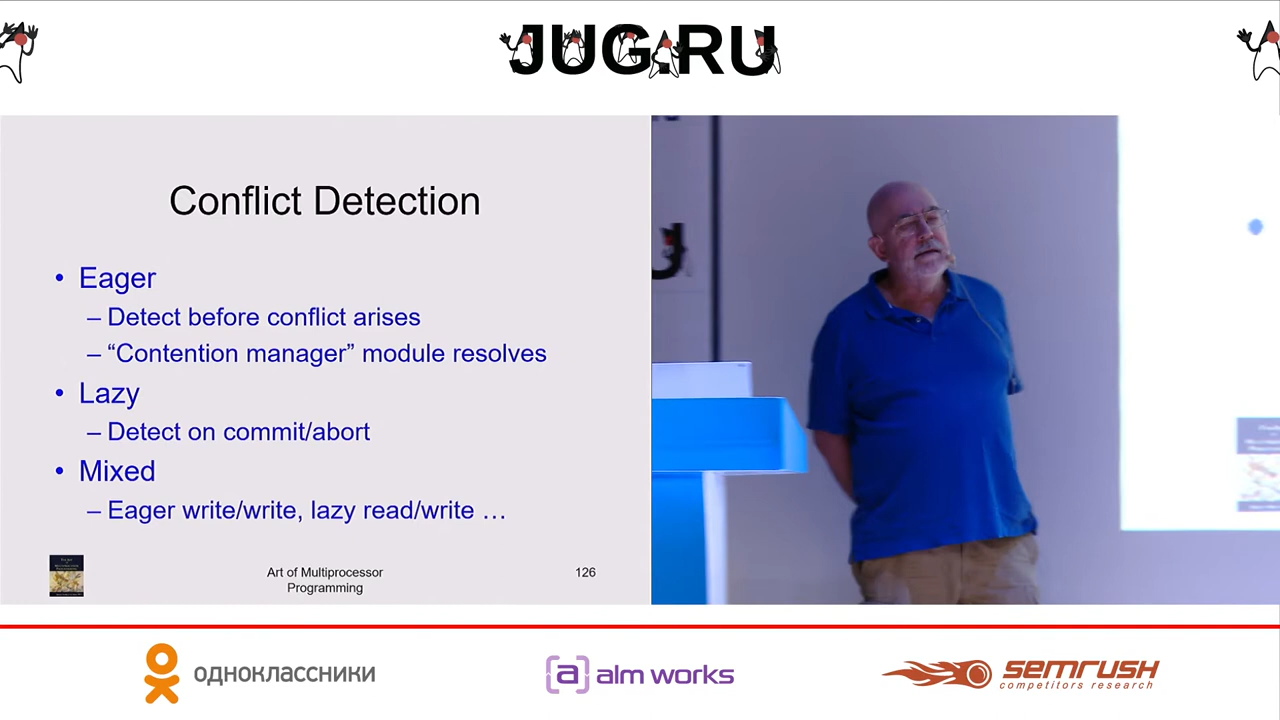 JUG.RU
Conflict Detection
• Eager
– Detect before conflict arises
– “Contention manager” module resolves
• Lazy
– Detect on commit/abort
• Mixed
– Eager write/write, lazy read/write …
Art of Multiprocessor
Programming
126
одноклассники
[a] alm works
semrush
competitors research